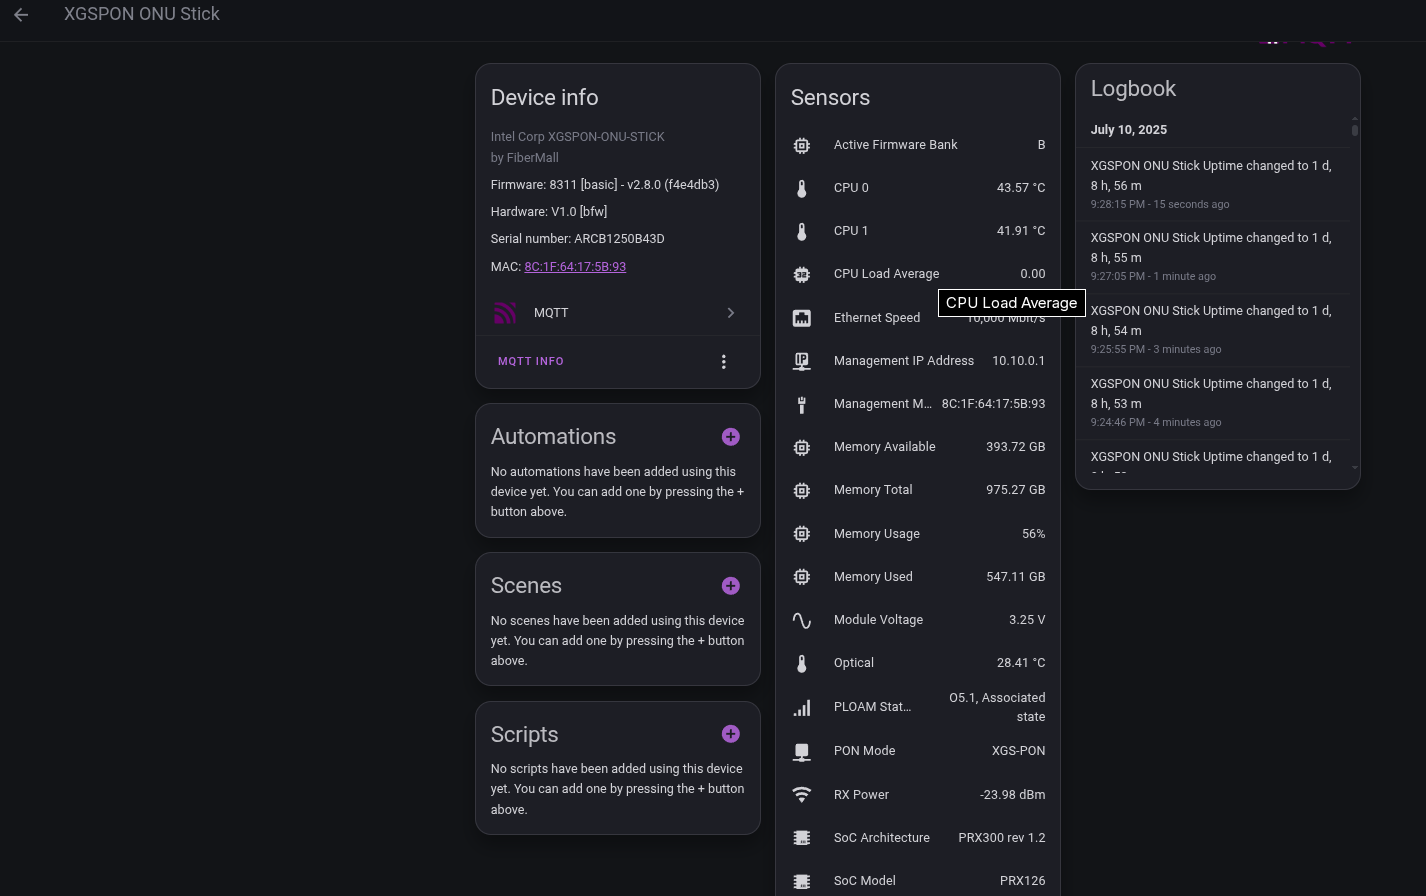 XGSPON ONU Stick
Device info
Intel Corp XGSPON-ONU-STICK
by FiberMall
Firmware: 8311 [basic] - v2.8.0 (f4e4db3)
Hardware: V1.0 [bfw]
Serial number: ARCB1250B43D
MAC: 8C:1F:64:17:5B:93
MQTT
MQTT INFO
Automations
No automations have been added using this
device yet. You can add one by pressing the +
button above.
Scenes
No scenes have been added using this device
yet. You can add one by pressing the + button
above.
Scripts
No scripts have been added using this device
yet. You can add one by pressing the + button
above.
Sensors
Active Firmware Bank B
CPU 0 43.57 °C
CPU 1 41.91 °C
CPU Load Average 0.00
CPU Load Average
Ethernet Speed 10,000 Mbit/s
Management IP Address 10.10.0.1
Management M… 8C:1F:64:17:5B:93
Memory Available 393.72 GB
Memory Total 975.27 GB
Memory Usage 56%
Memory Used 547.11 GB
Module Voltage 3.25 V
Optical 28.41 °C
PLOAM Stat… O5.1, Associated
state
PON Mode XGS-PON
RX Power -23.98 dBm
SoC Architecture PRX300 rev 1.2
SoC Model PRX126
Logbook
July 10, 2025
XGSPON ONU Stick Uptime changed to 1 d,
8 h, 56 m
9:28:15 PM - 15 seconds ago
XGSPON ONU Stick Uptime changed to 1 d,
8 h, 55 m
9:27:05 PM - 1 minute ago
XGSPON ONU Stick Uptime changed to 1 d,
8 h, 54 m
9:25:55 PM - 3 minutes ago
XGSPON ONU Stick Uptime changed to 1 d,
8 h, 53 m
9:24:46 PM - 4 minutes ago
XGSPON ONU Stick Uptime changed to 1 d,